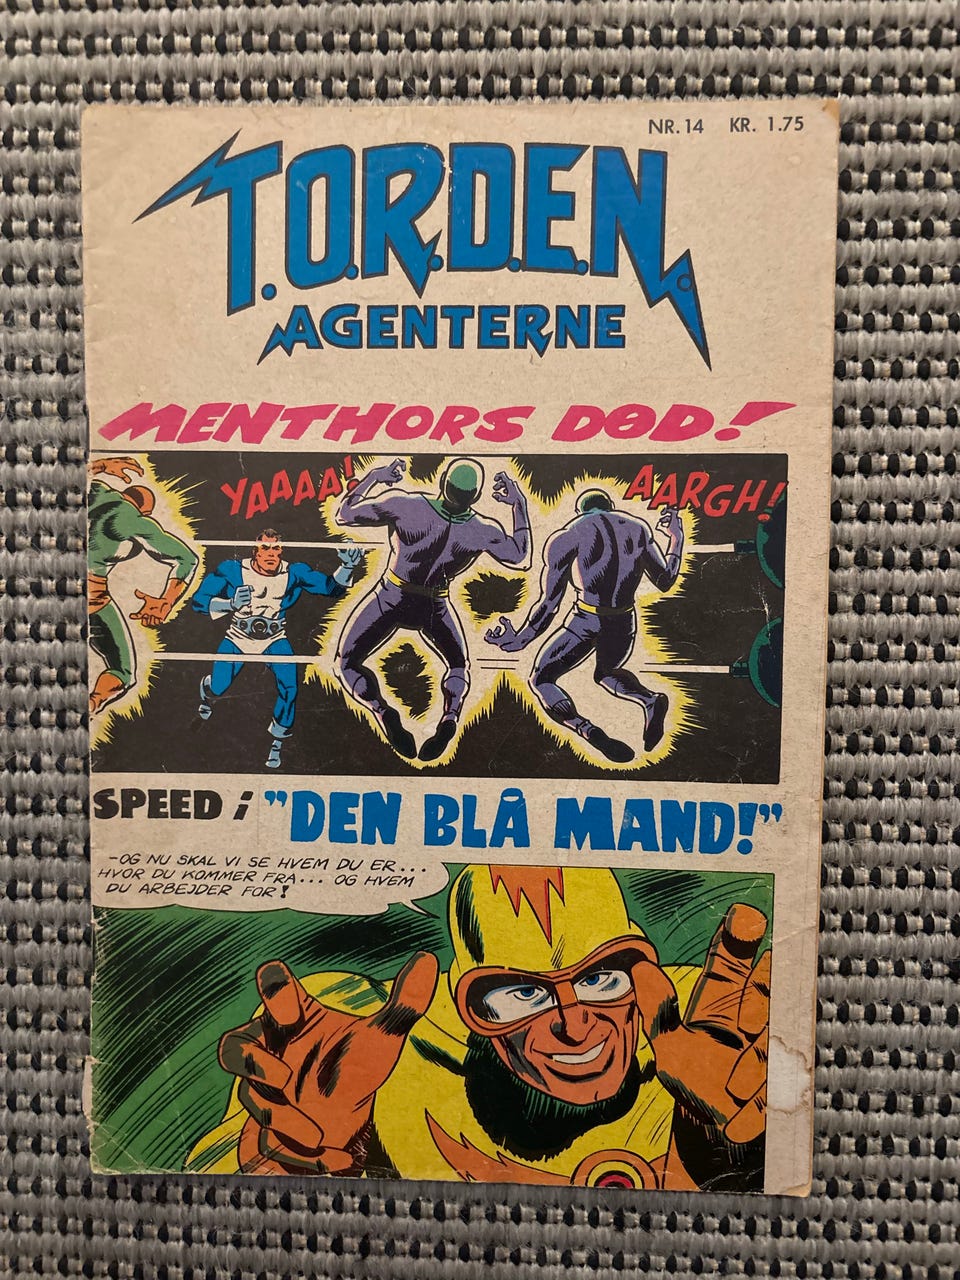 NR.14 KR. 1.75
T.O.R.D.E.N.
AGENTERNE
MENTHORS DØD!
YAAAA!
AARGH!
SPEED i "DEN BLÅ MAND!"
-OG NU SKAL VI SE HVEM DU ER...
HVOR DU KOMMER FRA... OG HVEM
DU ARBEJDER FOR!